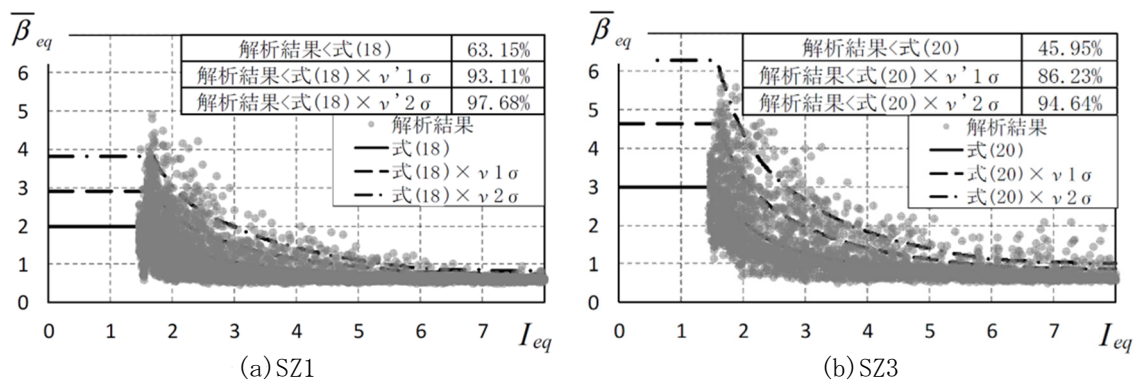 β̅eq
解析結果<式(18) 63.15%
解析結果<式(18)×ν'1σ 93.11%
解析結果<式(18)×ν'2σ 97.68%
解析結果
式(18)
式(18)×ν1σ
式(18)×ν2σ
6
5
4
3
2
1
0
0 1 2 3 4 5 6 7 Ieq
(a)SZ1
β̅eq
解析結果<式(20) 45.95%
解析結果<式(20)×ν'1σ 86.23%
解析結果<式(20)×ν'2σ 94.64%
解析結果
式(20)
式(20)×ν1σ
式(20)×ν2σ
6
5
4
3
2
1
0
0 1 2 3 4 5 6 7 Ieq
(b)SZ3